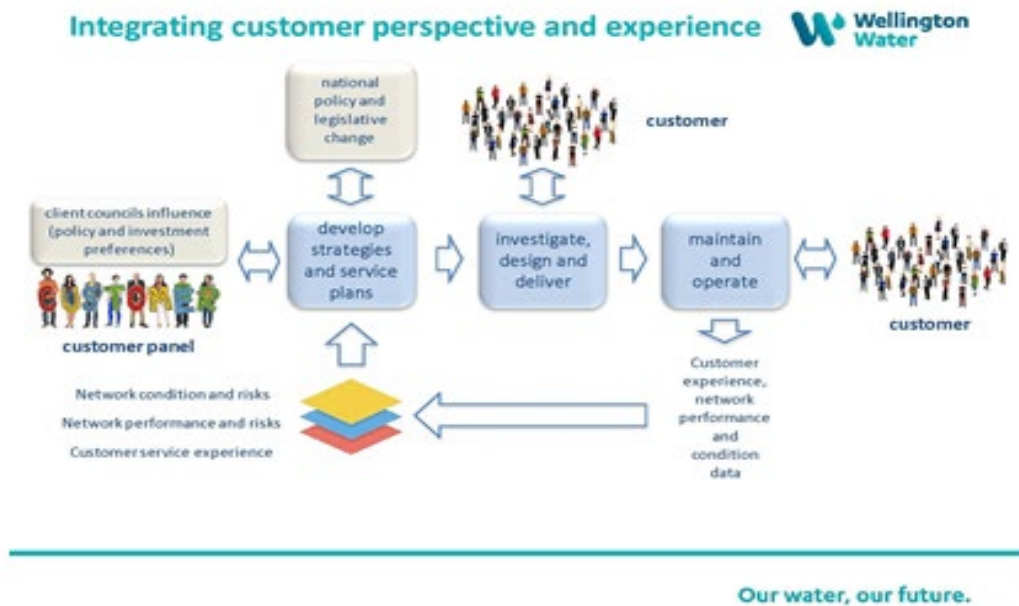 Integrating customer perspective and experience
Wellington
Water
national
policy and
legislative
change
customer
client councils influence
(policy and investment
preferences)
develop
strategies
and service
plans
investigate,
design and
deliver
maintain
and
operate
CUSTOMER
customer panel
customer
Network condition and risks
Network performance and risks
Customer service experience
Customer
experience,
network
performance
and
condition
data
Our water, our future.